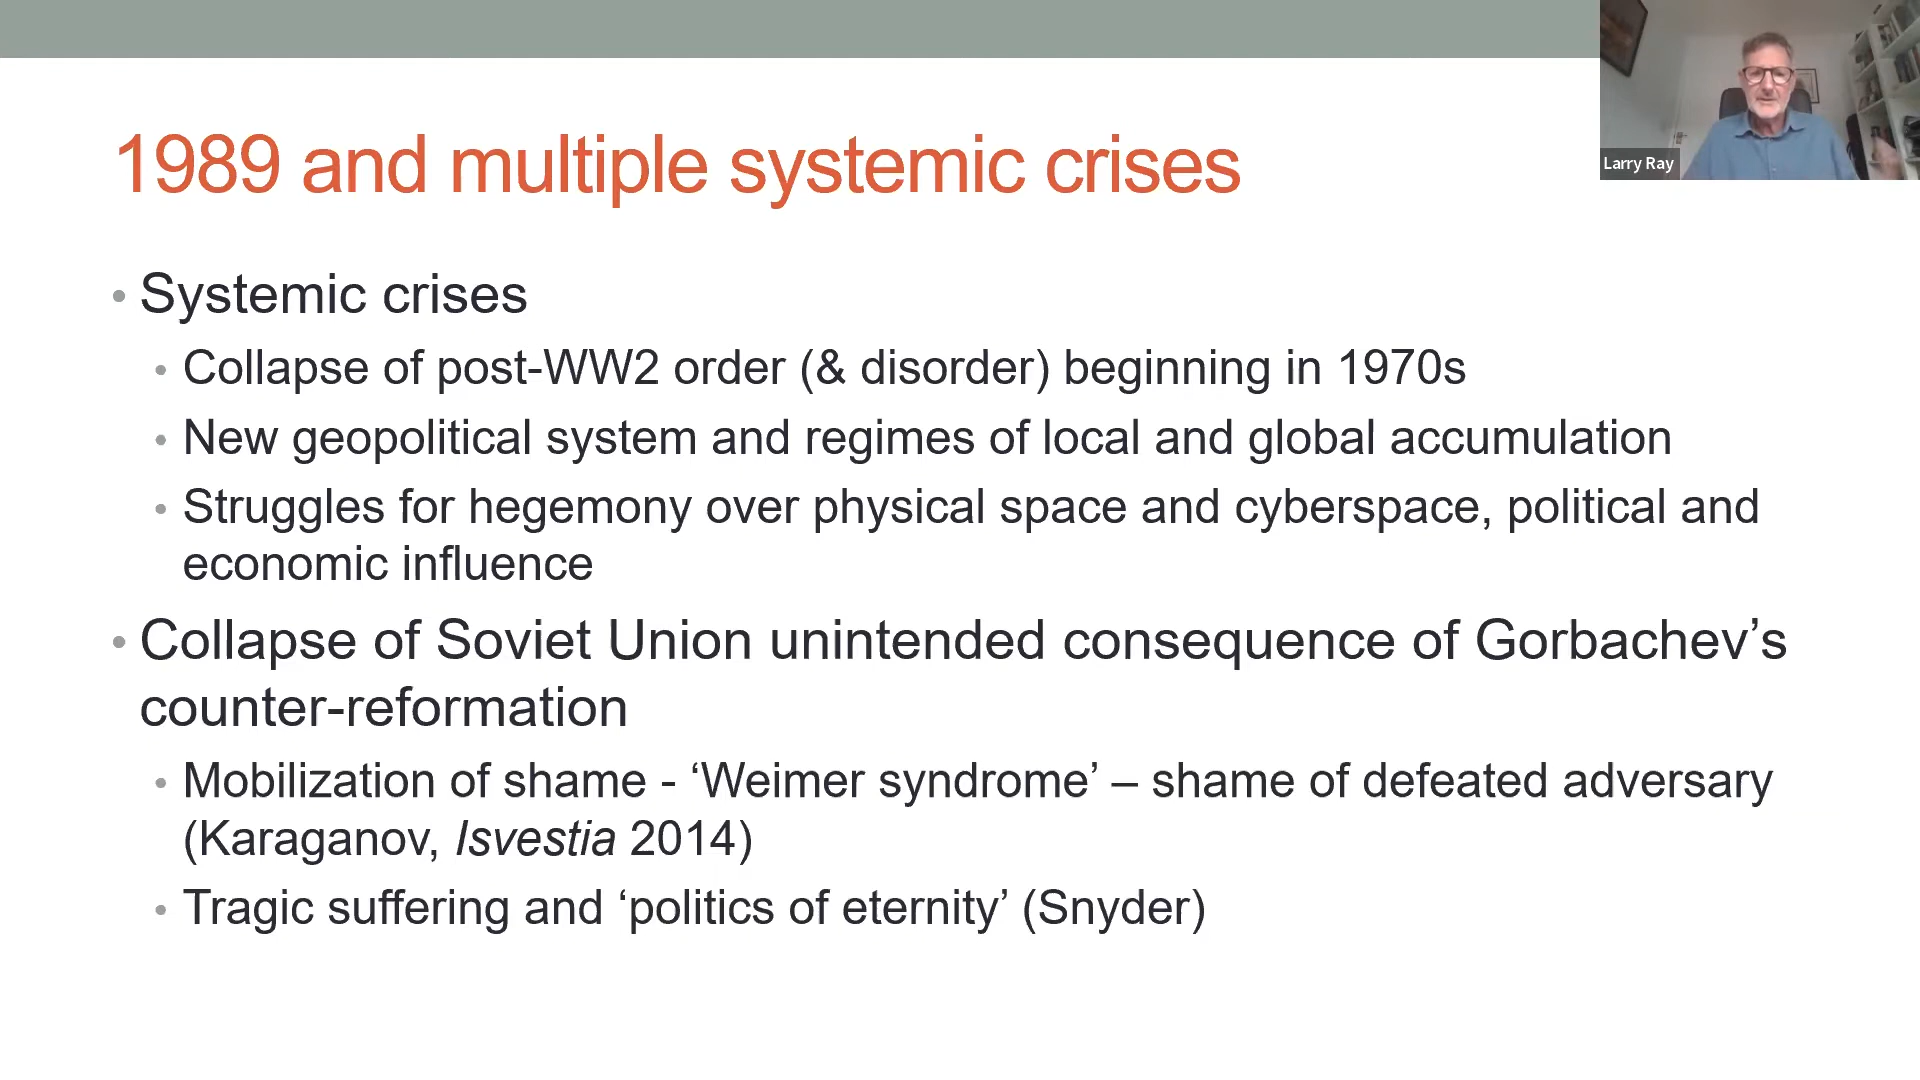 Larry Ray
1989 and multiple systemic crises
• Systemic crises
• Collapse of post-WW2 order (& disorder) beginning in 1970s
• New geopolitical system and regimes of local and global accumulation
• Struggles for hegemony over physical space and cyberspace, political and
economic influence
• Collapse of Soviet Union unintended consequence of Gorbachev’s
counter-reformation
• Mobilization of shame - ‘Weimer syndrome’ – shame of defeated adversary
(Karaganov, Isvestia 2014)
• Tragic suffering and ‘politics of eternity’ (Snyder)